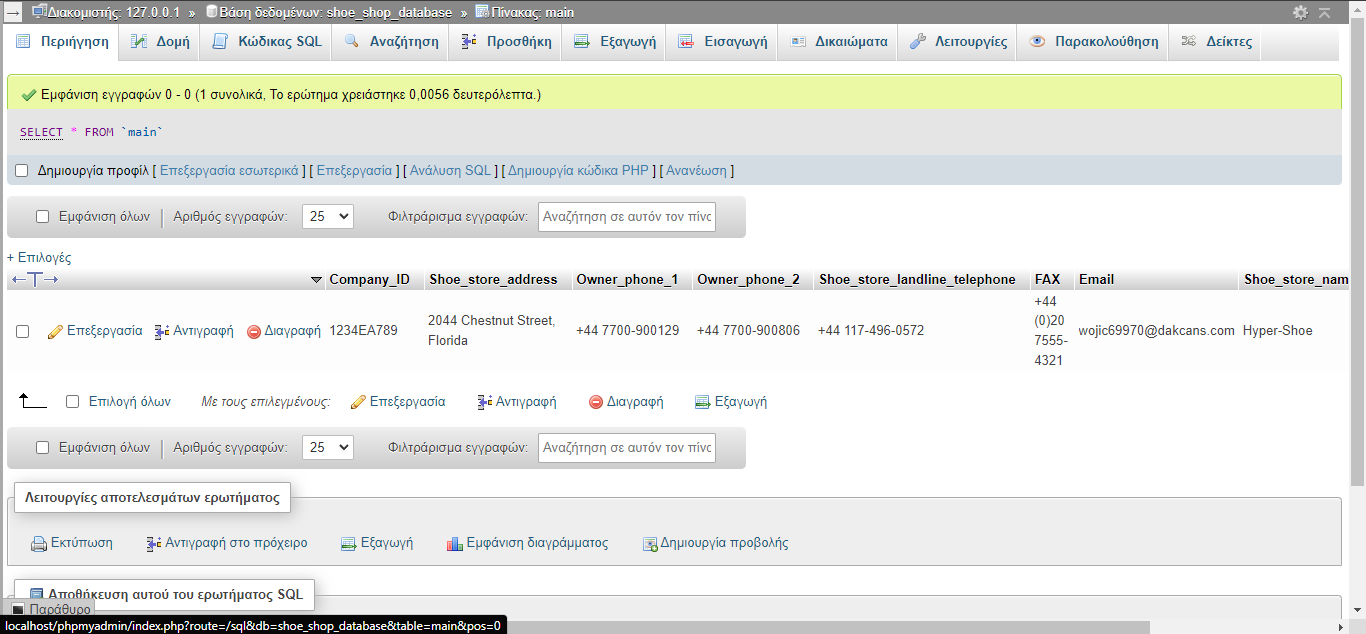 Διακομιστής: 127.0.0.1 » Βάση δεδομένων: shoe_shop_database » Πίνακας: main
Περιήγηση Δομή Κώδικας SQL Αναζήτηση Προσθήκη Εξαγωγή Εισαγωγή Δικαιώματα Λειτουργίες Παρακολούθηση Δείκτες
Εμφάνιση εγγραφών 0 - 0 (1 συνολικά, Το ερώτημα χρειάστηκε 0,0056 δευτερόλεπτα.)
SELECT * FROM `main`
Δημιουργία προφίλ [ Επεξεργασία εσωτερικά ] [ Επεξεργασία ] [ Ανάλυση SQL ] [ Δημιουργία κώδικα PHP ] [ Ανανέωση ]
Εμφάνιση όλων Αριθμός εγγραφών: 25 Φιλτράρισμα εγγραφών: Αναζήτηση σε αυτόν τον πίνα
+ Επιλογές
←T→ Company_ID Shoe_store_address Owner_phone_1 Owner_phone_2 Shoe_store_landline_telephone FAX Email Shoe_store_nam
Επεξεργασία Αντιγραφή Διαγραφή 1234EA789 2044 Chestnut Street, Florida +44 7700-900129 +44 7700-900806 +44 117-496-0572 +44 (0)20 7555-4321 wojic69970@dakcans.com Hyper-Shoe
Επιλογή όλων Με τους επιλεγμένους: Επεξεργασία Αντιγραφή Διαγραφή Εξαγωγή
Εμφάνιση όλων Αριθμός εγγραφών: 25 Φιλτράρισμα εγγραφών: Αναζήτηση σε αυτόν τον πίνα
Λειτουργίες αποτελεσμάτων ερωτήματος
Εκτύπωση Αντιγραφή στο πρόχειρο Εξαγωγή Εμφάνιση διαγράμματος Δημιουργία προβολής
Αποθήκευση αυτού του ερωτήματος SQL
Παράθυρο
localhost/phpmyadmin/index.php?route=/sql&db=shoe_shop_database&table=main&pos=0